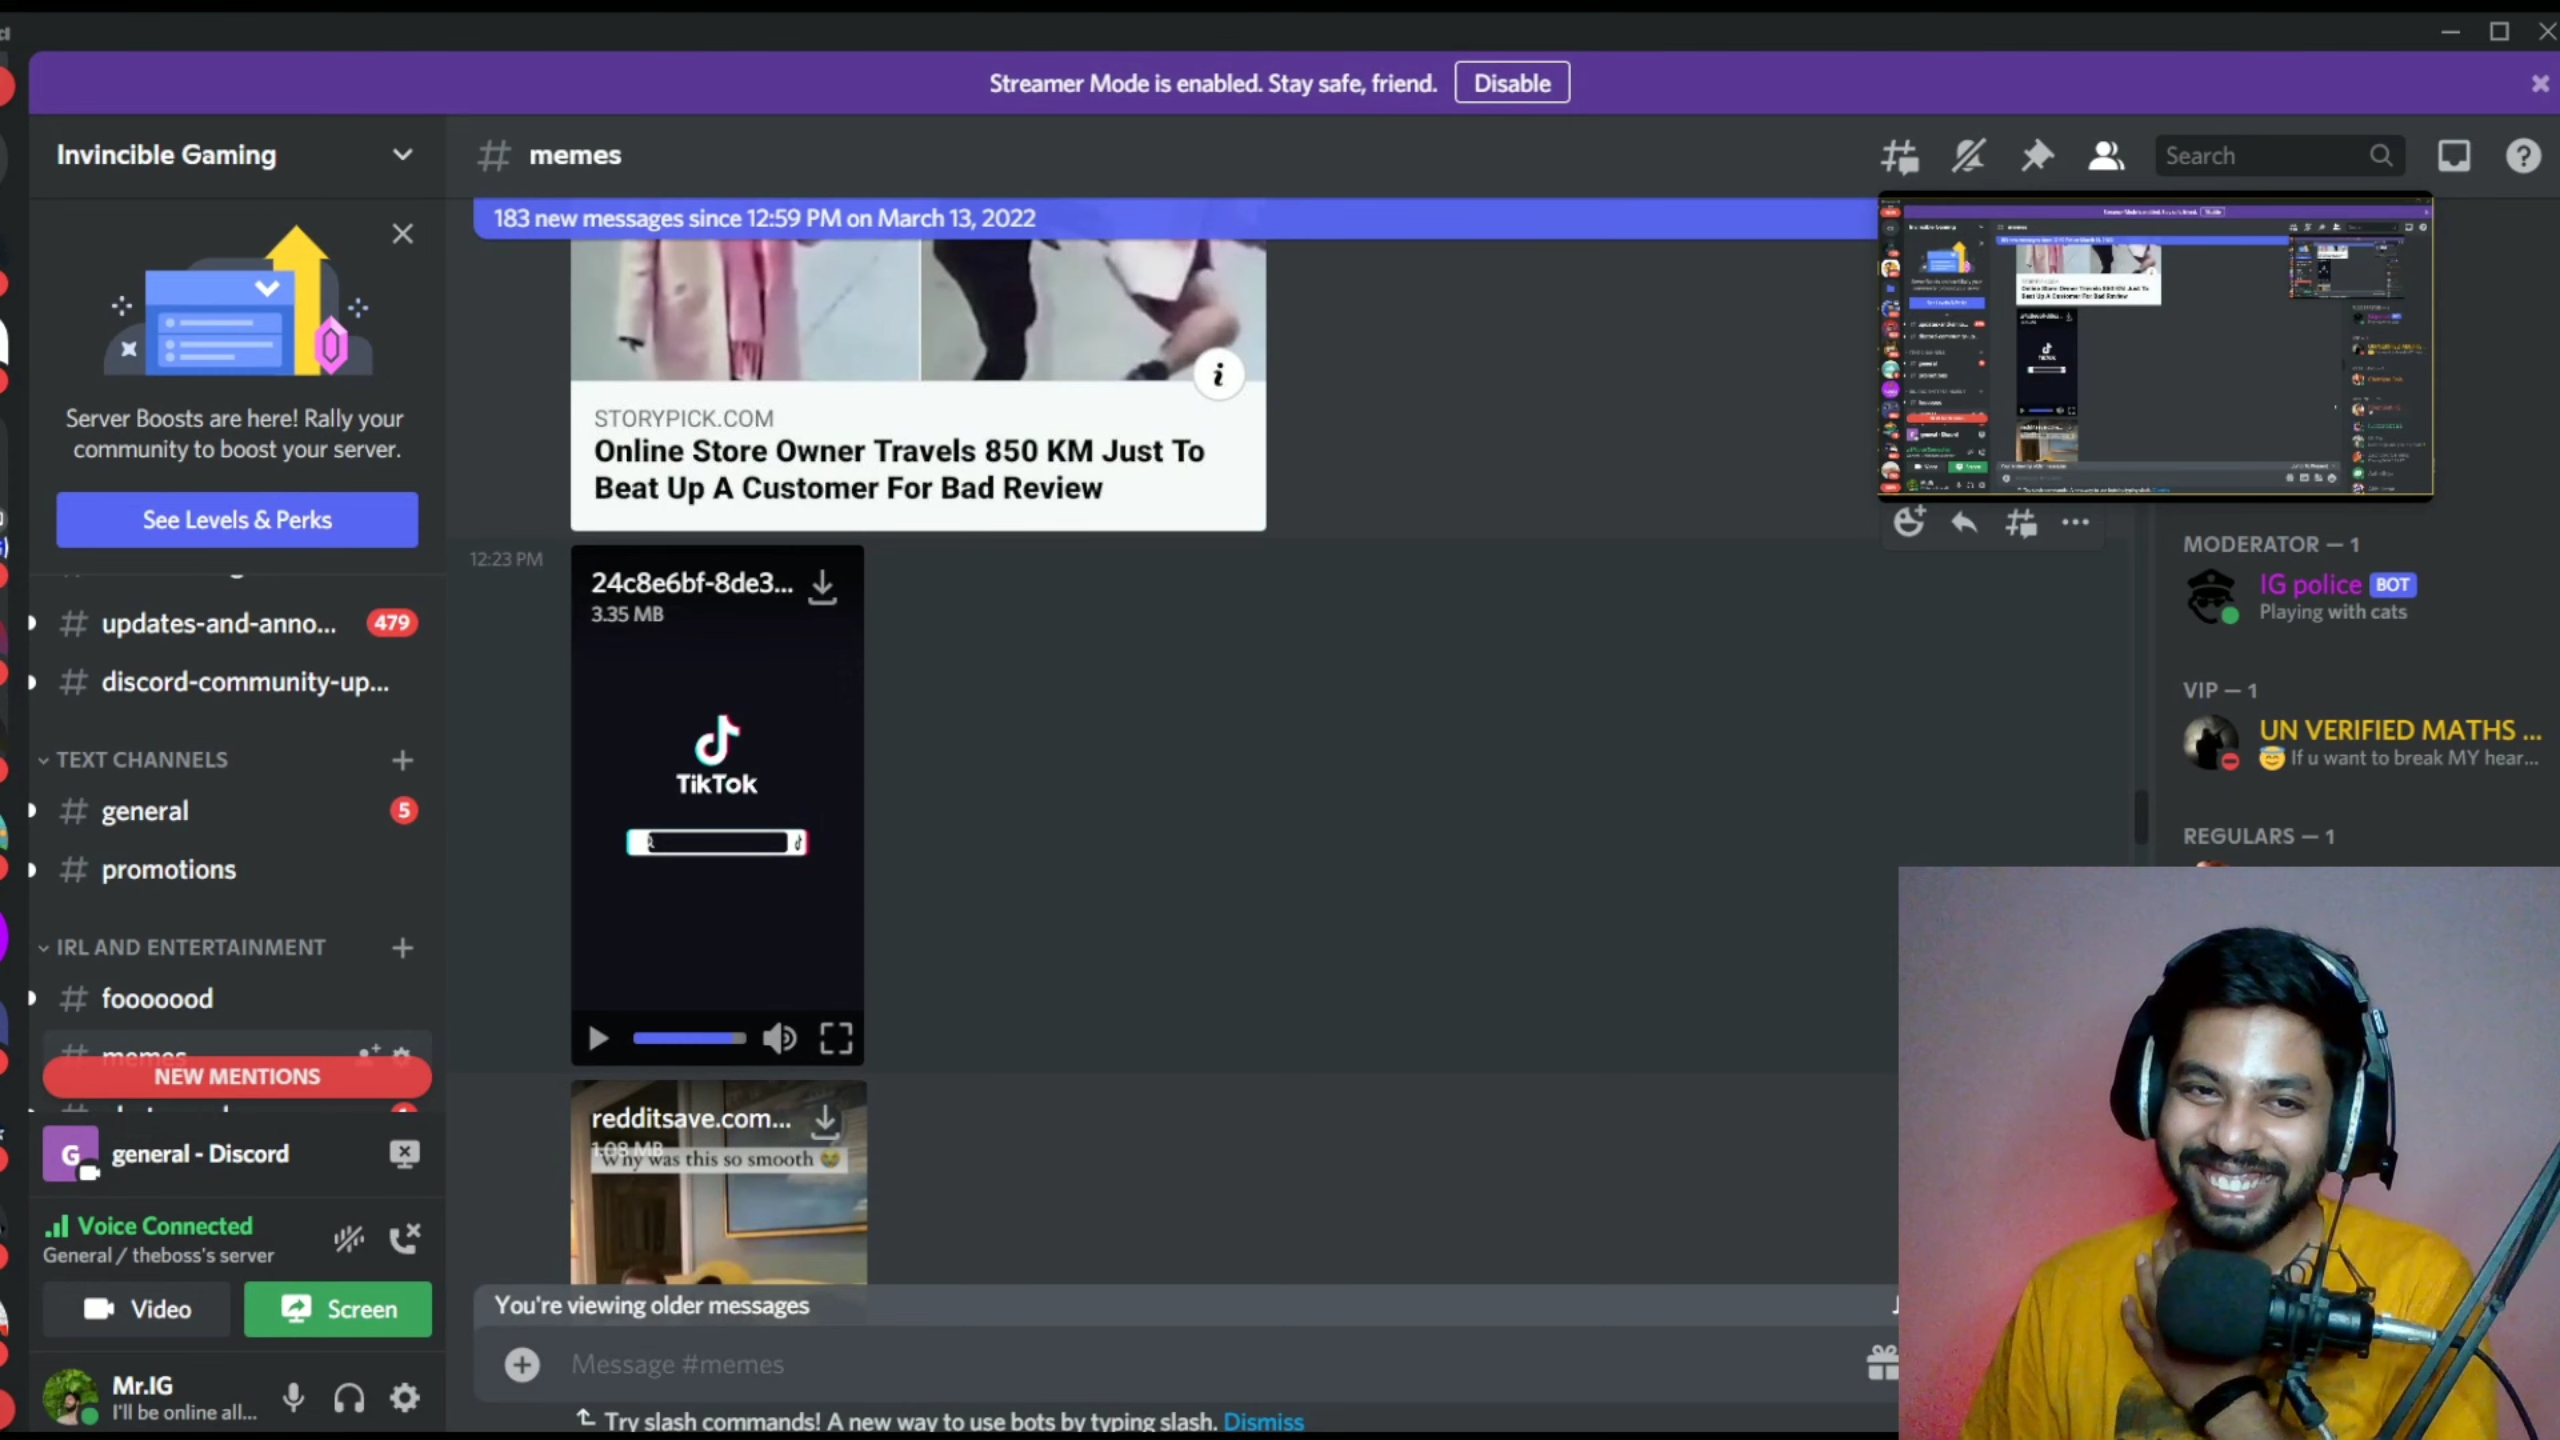 Streamer Mode is enabled. Stay safe, friend.
Disable
Invincible Gaming
memes
Search
183 new messages since 12:59 PM on March 13, 2022
Server Boosts are here! Rally your
community to boost your server.
See Levels & Perks
updates-and-anno...
479
discord-community-up...
TEXT CHANNELS
general
5
promotions
IRL AND ENTERTAINMENT
fooooood
memes
NEW MENTIONS
G
general - Discord
Voice Connected
General / theboss's server
Video
Screen
Mr.IG
I'll be online all...
STORYPICK.COM
Online Store Owner Travels 850 KM Just To
Beat Up A Customer For Bad Review
12:23 PM
24c8e6bf-8de3...
3.35 MB
TikTok
redditsave.com...
1.08 MB
Why was this so smooth 😭
You're viewing older messages
Message #memes
Try slash commands! A new way to use bots by typing slash. Dismiss
MODERATOR — 1
IG police BOT
Playing with cats
VIP — 1
UN VERIFIED MATHS ...
😇 If u want to break MY hear...
REGULARS — 1